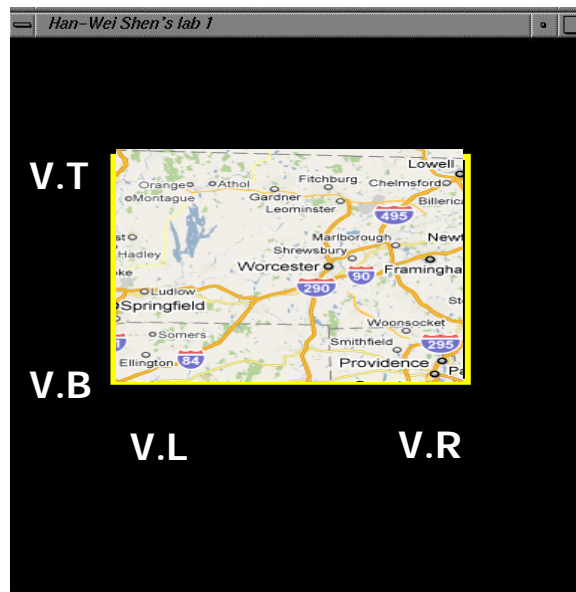 Han-Wei Shen's lab 1
V.T
Lowell
Orange Athol Fitchburg Chelmsford
Montague Gardner Billerica
Leominster
495
Marlborough
Hadley Shrewsbury
Worcester 90 Framingha
290
Ludlow
Springfield
Woonsocket
Somers
Smithfield 295
Ellington 84 Providence
V.B
V.L V.R